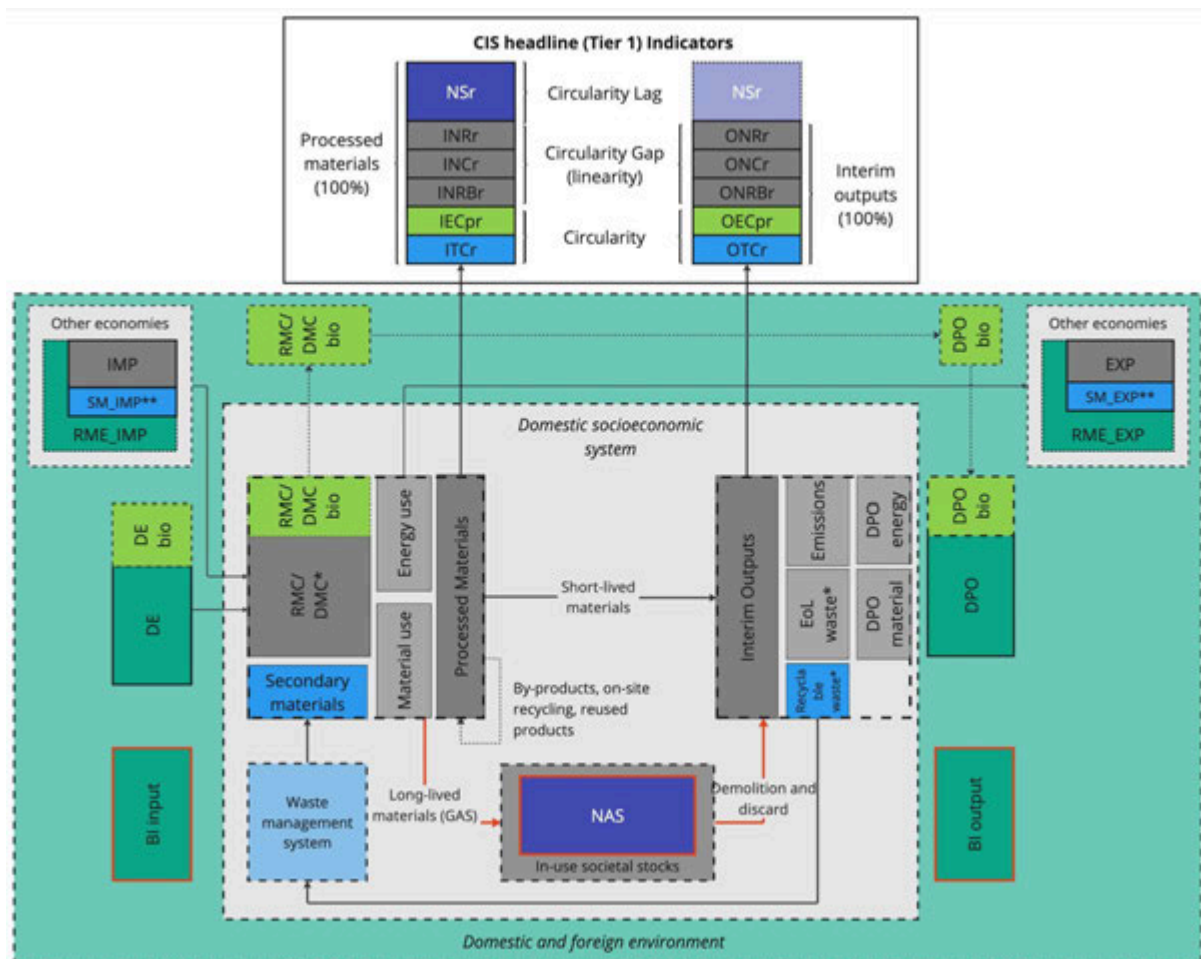 CIS headline (Tier 1) Indicators
NSr
Circularity Lag
NSr
Processed
materials
(100%)
INRr
INCr
INRBr
Circularity Gap
(linearity)
ONRr
ONCr
ONRBr
Interim
outputs
(100%)
IECpr
ITCr
Circularity
OECpr
OTCr
Other economies
IMP
SM_IMP**
RME_IMP
RMC/
DMC
bio
DPO
bio
Other economies
EXP
SM_EXP**
RME_EXP
Domestic socioeconomic
system
DE
bio
DE
RMC/
DMC
bio
RMC/
DMC*
Secondary
materials
Energy use
Material use
Processed Materials
Short-lived
materials
By-products, on-site
recycling, reused
products
Interim Outputs
Emissions
EoL
waste*
Recycla
ble
waste*
DPO
energy
DPO
material
DPO
bio
DPO
BI input
Waste
management
system
Long-lived
materials (GAS)
NAS
In-use societal stocks
Demolition and
discard
BI output
Domestic and foreign environment